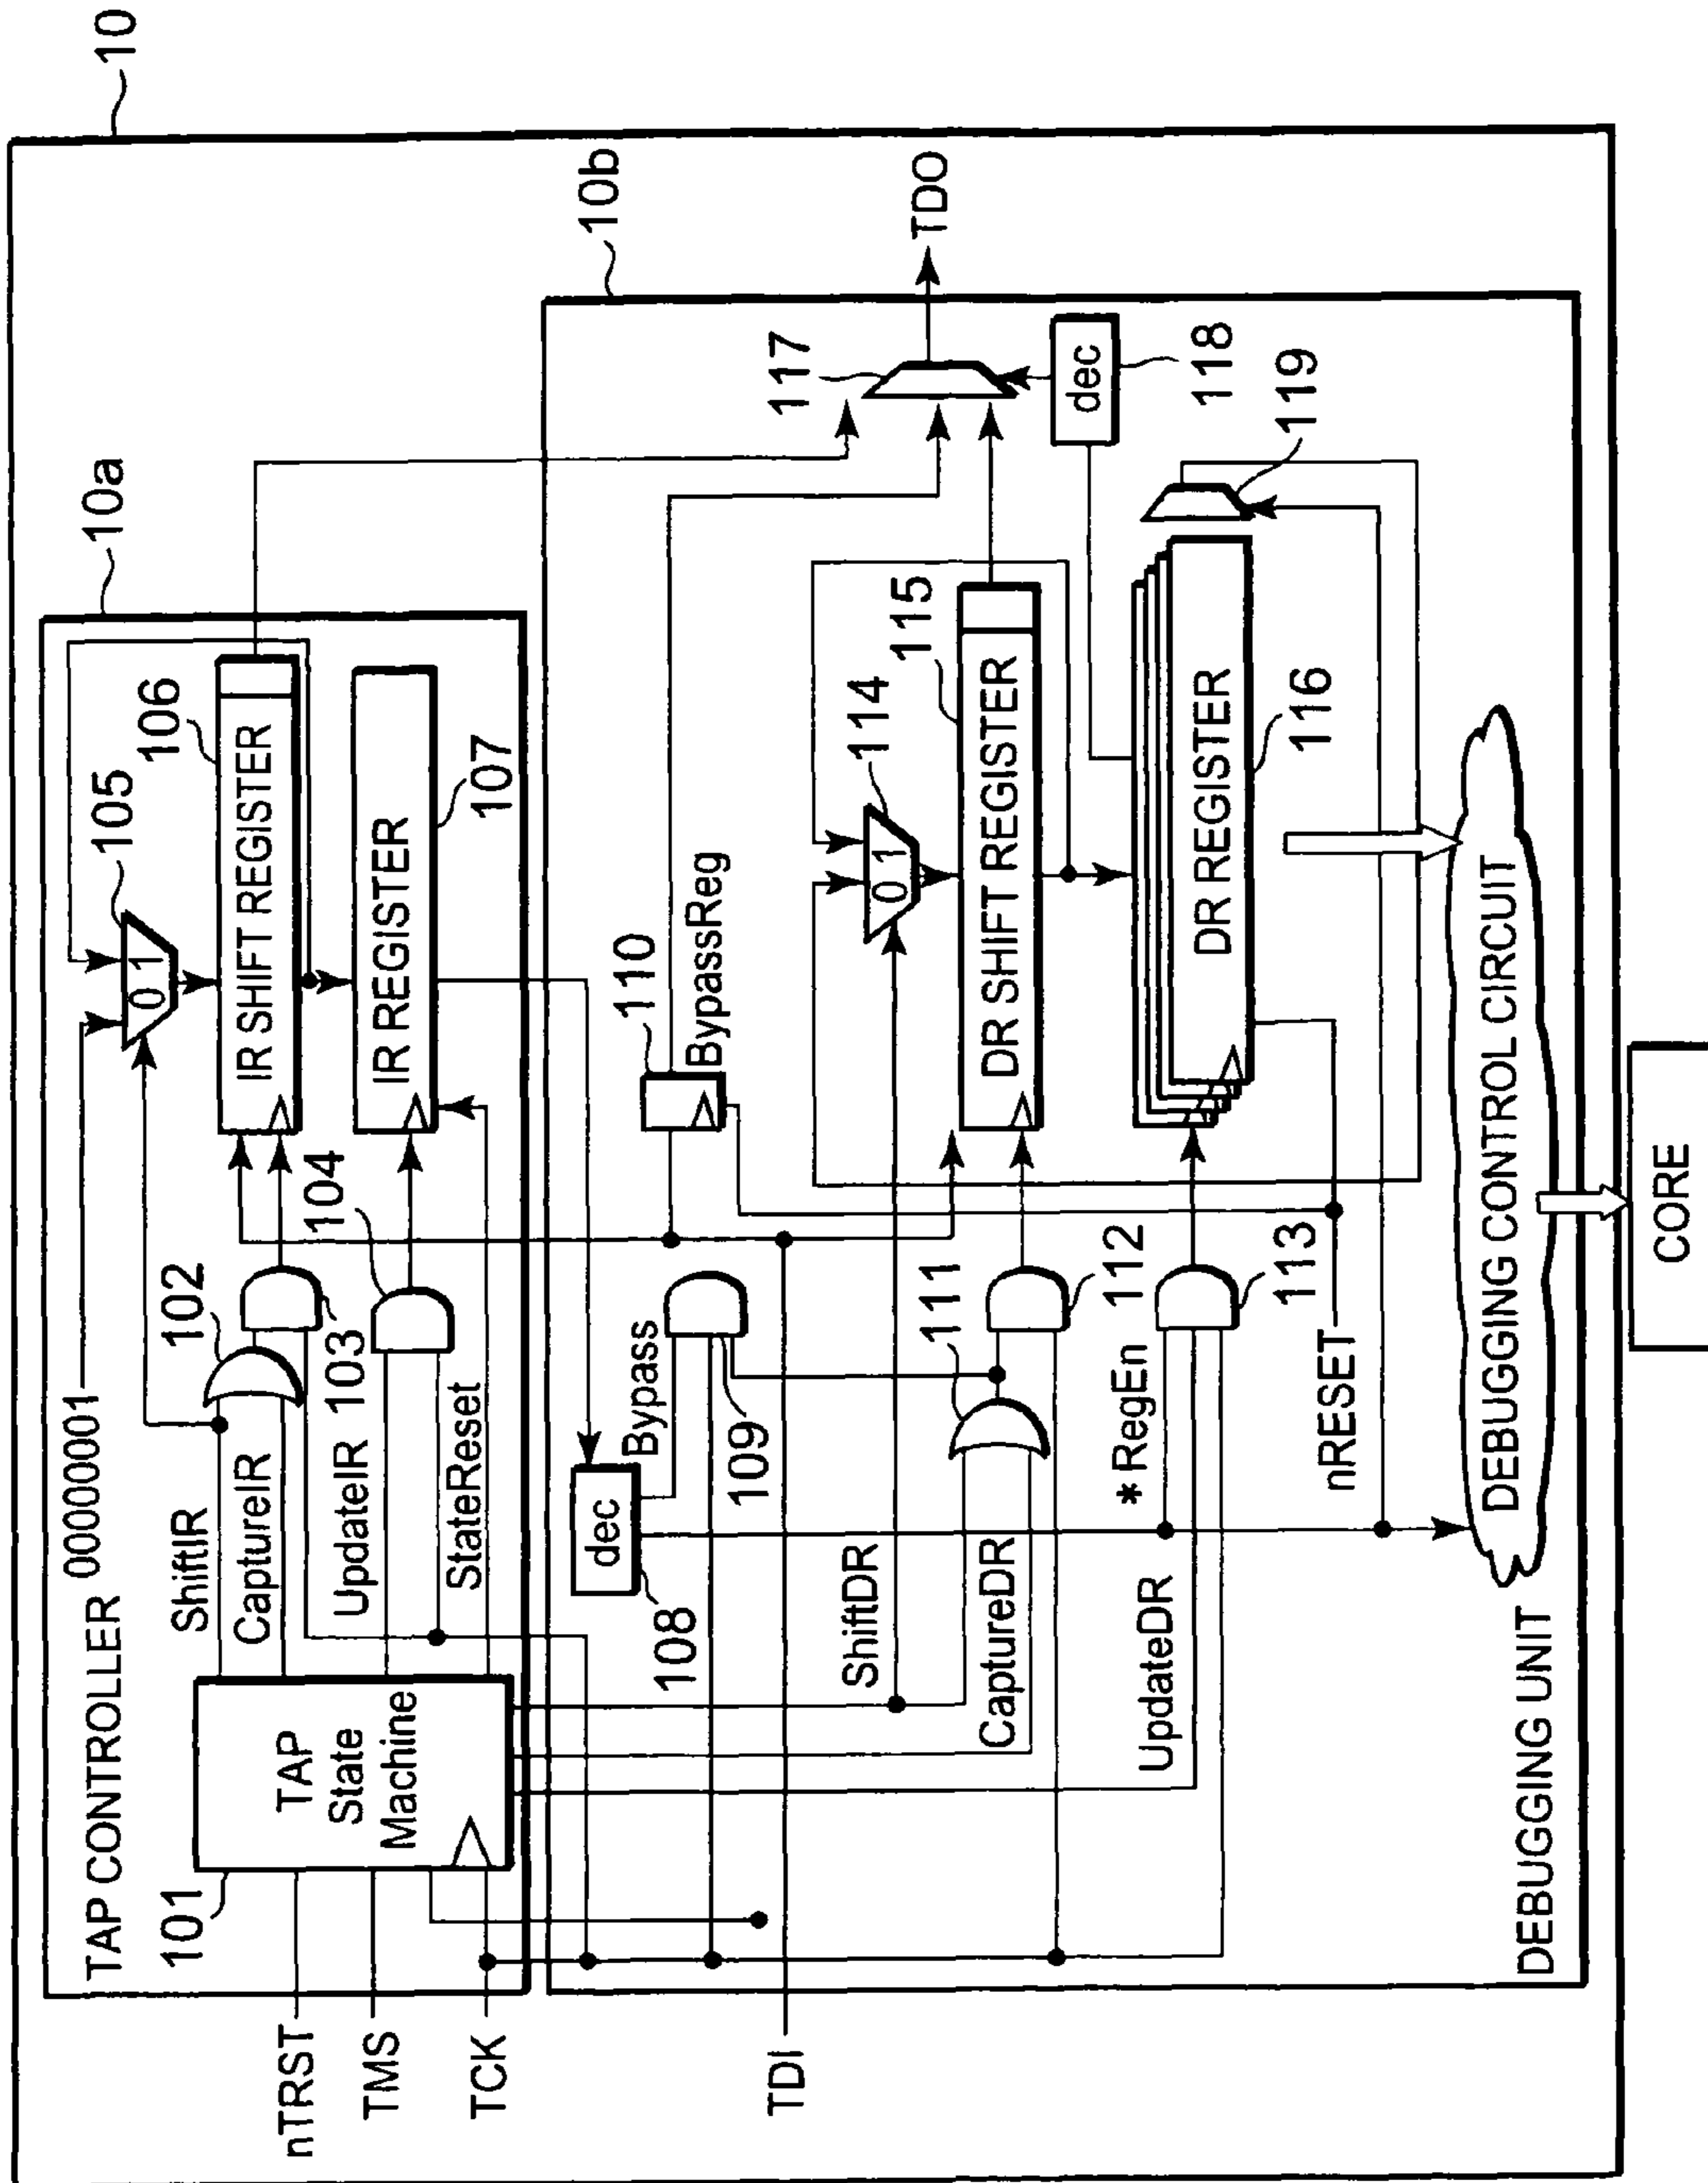 10
10a
10b
TAP CONTROLLER
00000001
105
106
IR SHIFT REGISTER
0 1
ShiftIR
102
CaptureIR
103
UpdateIR
104
StateReset
IR REGISTER
107
101
TAP
State
Machine
nTRST
TMS
TCK
TDI
dec
108
Bypass
109
110
BypassReg
117
TDO
dec
118
119
ShiftDR
CaptureDR
111
112
114
0 1
115
DR SHIFT REGISTER
*RegEn
UpdateDR
113
DR REGISTER
116
nRESET
DEBUGGING CONTROL CIRCUIT
DEBUGGING UNIT
CORE